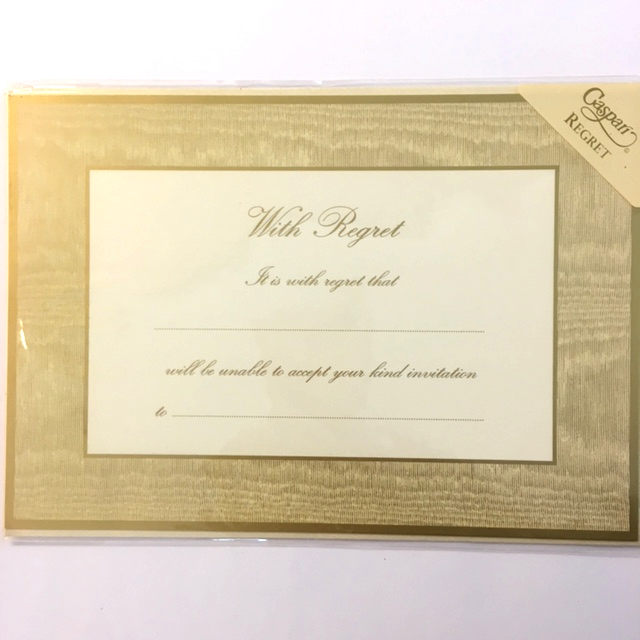 Caspari
REGRET
With Regret
It is with regret that
will be unable to accept your kind invitation
to